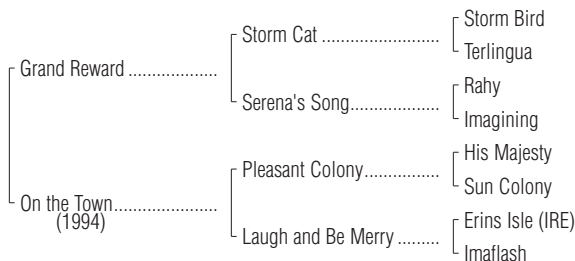 Storm Bird
Storm Cat ........................
Terlingua
Grand Reward ..................
Rahy
Serena's Song..................
Imagining
His Majesty
Pleasant Colony...............
Sun Colony
On the Town.....................
(1994)
Erins Isle (IRE)
Laugh and Be Merry .........
Imaflash